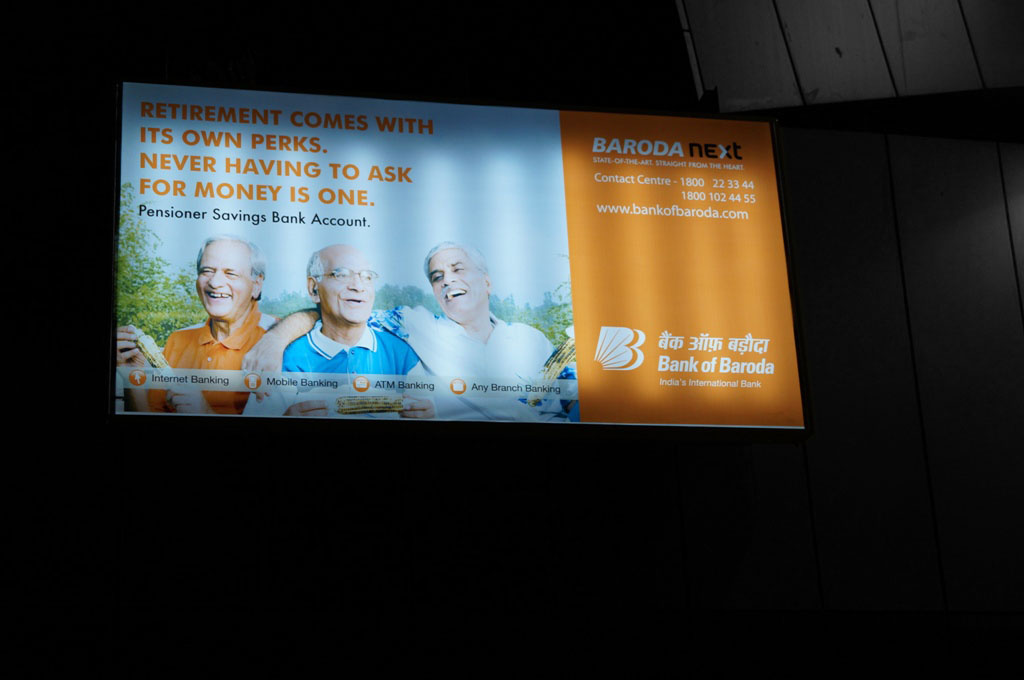 RETIREMENT COMES WITH
ITS OWN PERKS.
NEVER HAVING TO ASK
FOR MONEY IS ONE.
Pensioner Savings Bank Account.
Internet Banking
Mobile Banking
ATM Banking
Any Branch Banking
BARODA NEXT
STATE-OF-THE-ART. STRAIGHT FROM THE HEART.
Contact Centre - 1800 22 33 44
1800 102 44 55
www.bankofbaroda.com
बैंक ऑफ़ बड़ौदा
Bank of Baroda
India's International Bank